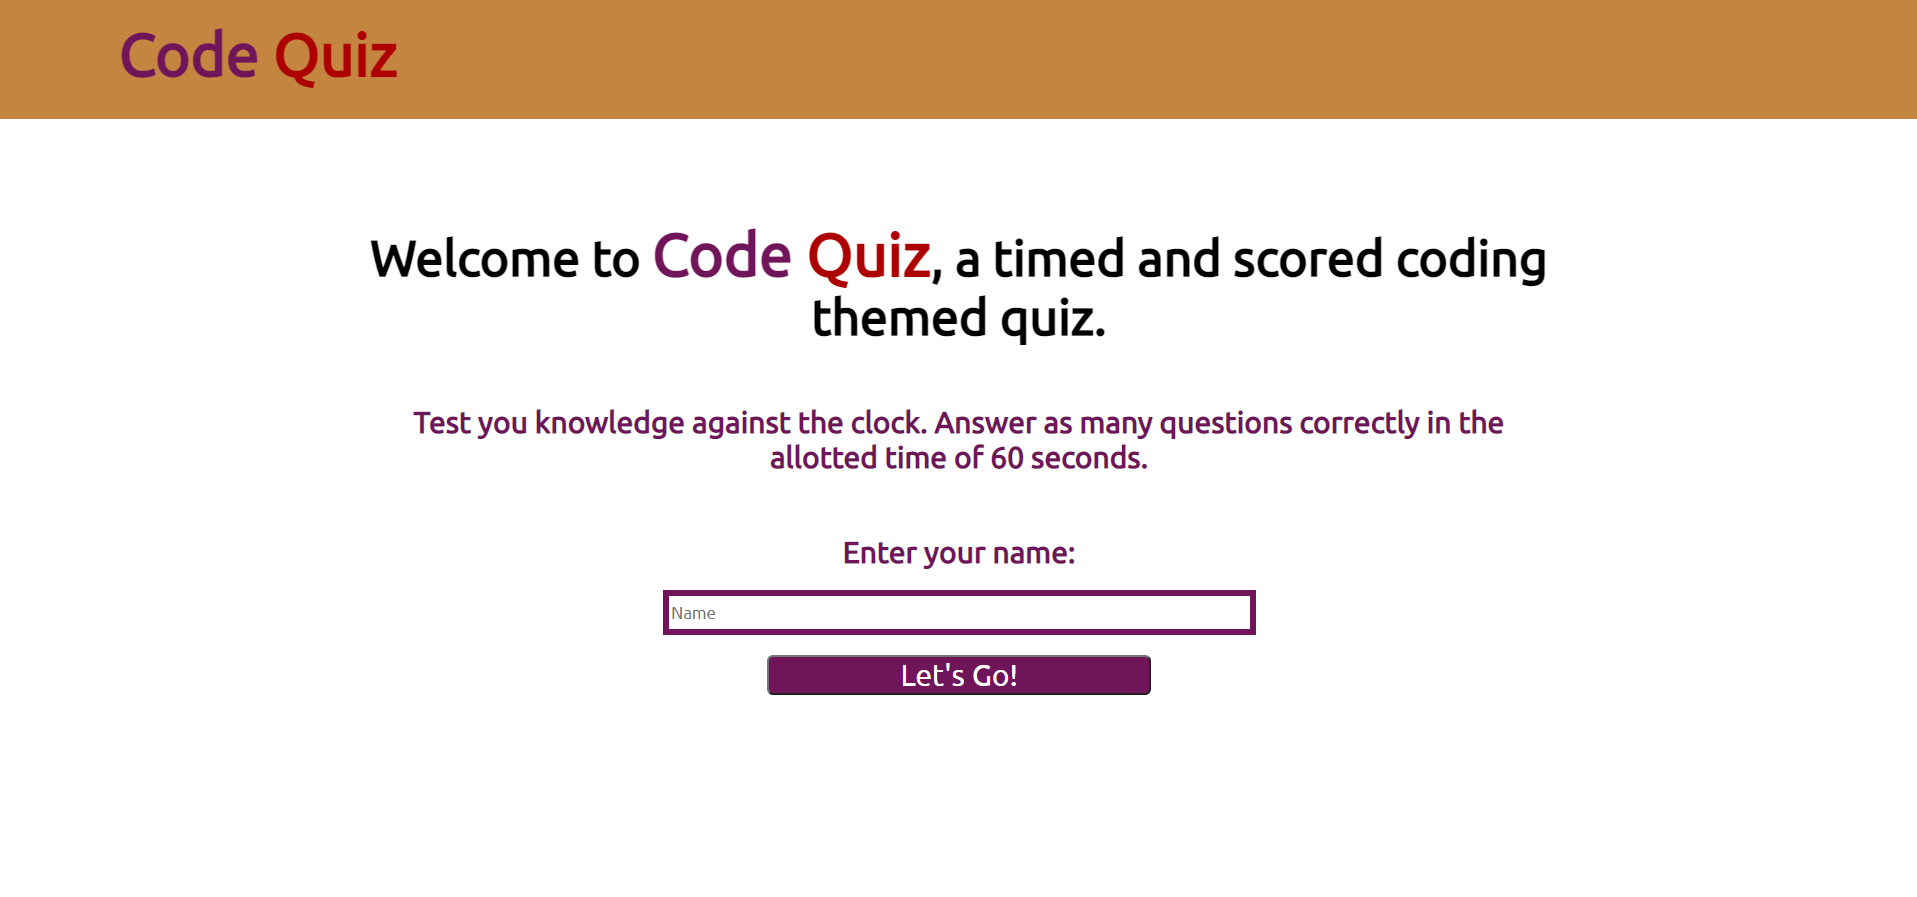 Code Quiz
Welcome to Code Quiz, a timed and scored coding
themed quiz.
Test you knowledge against the clock. Answer as many questions correctly in the
allotted time of 60 seconds.
Enter your name:
Name
Let's Go!